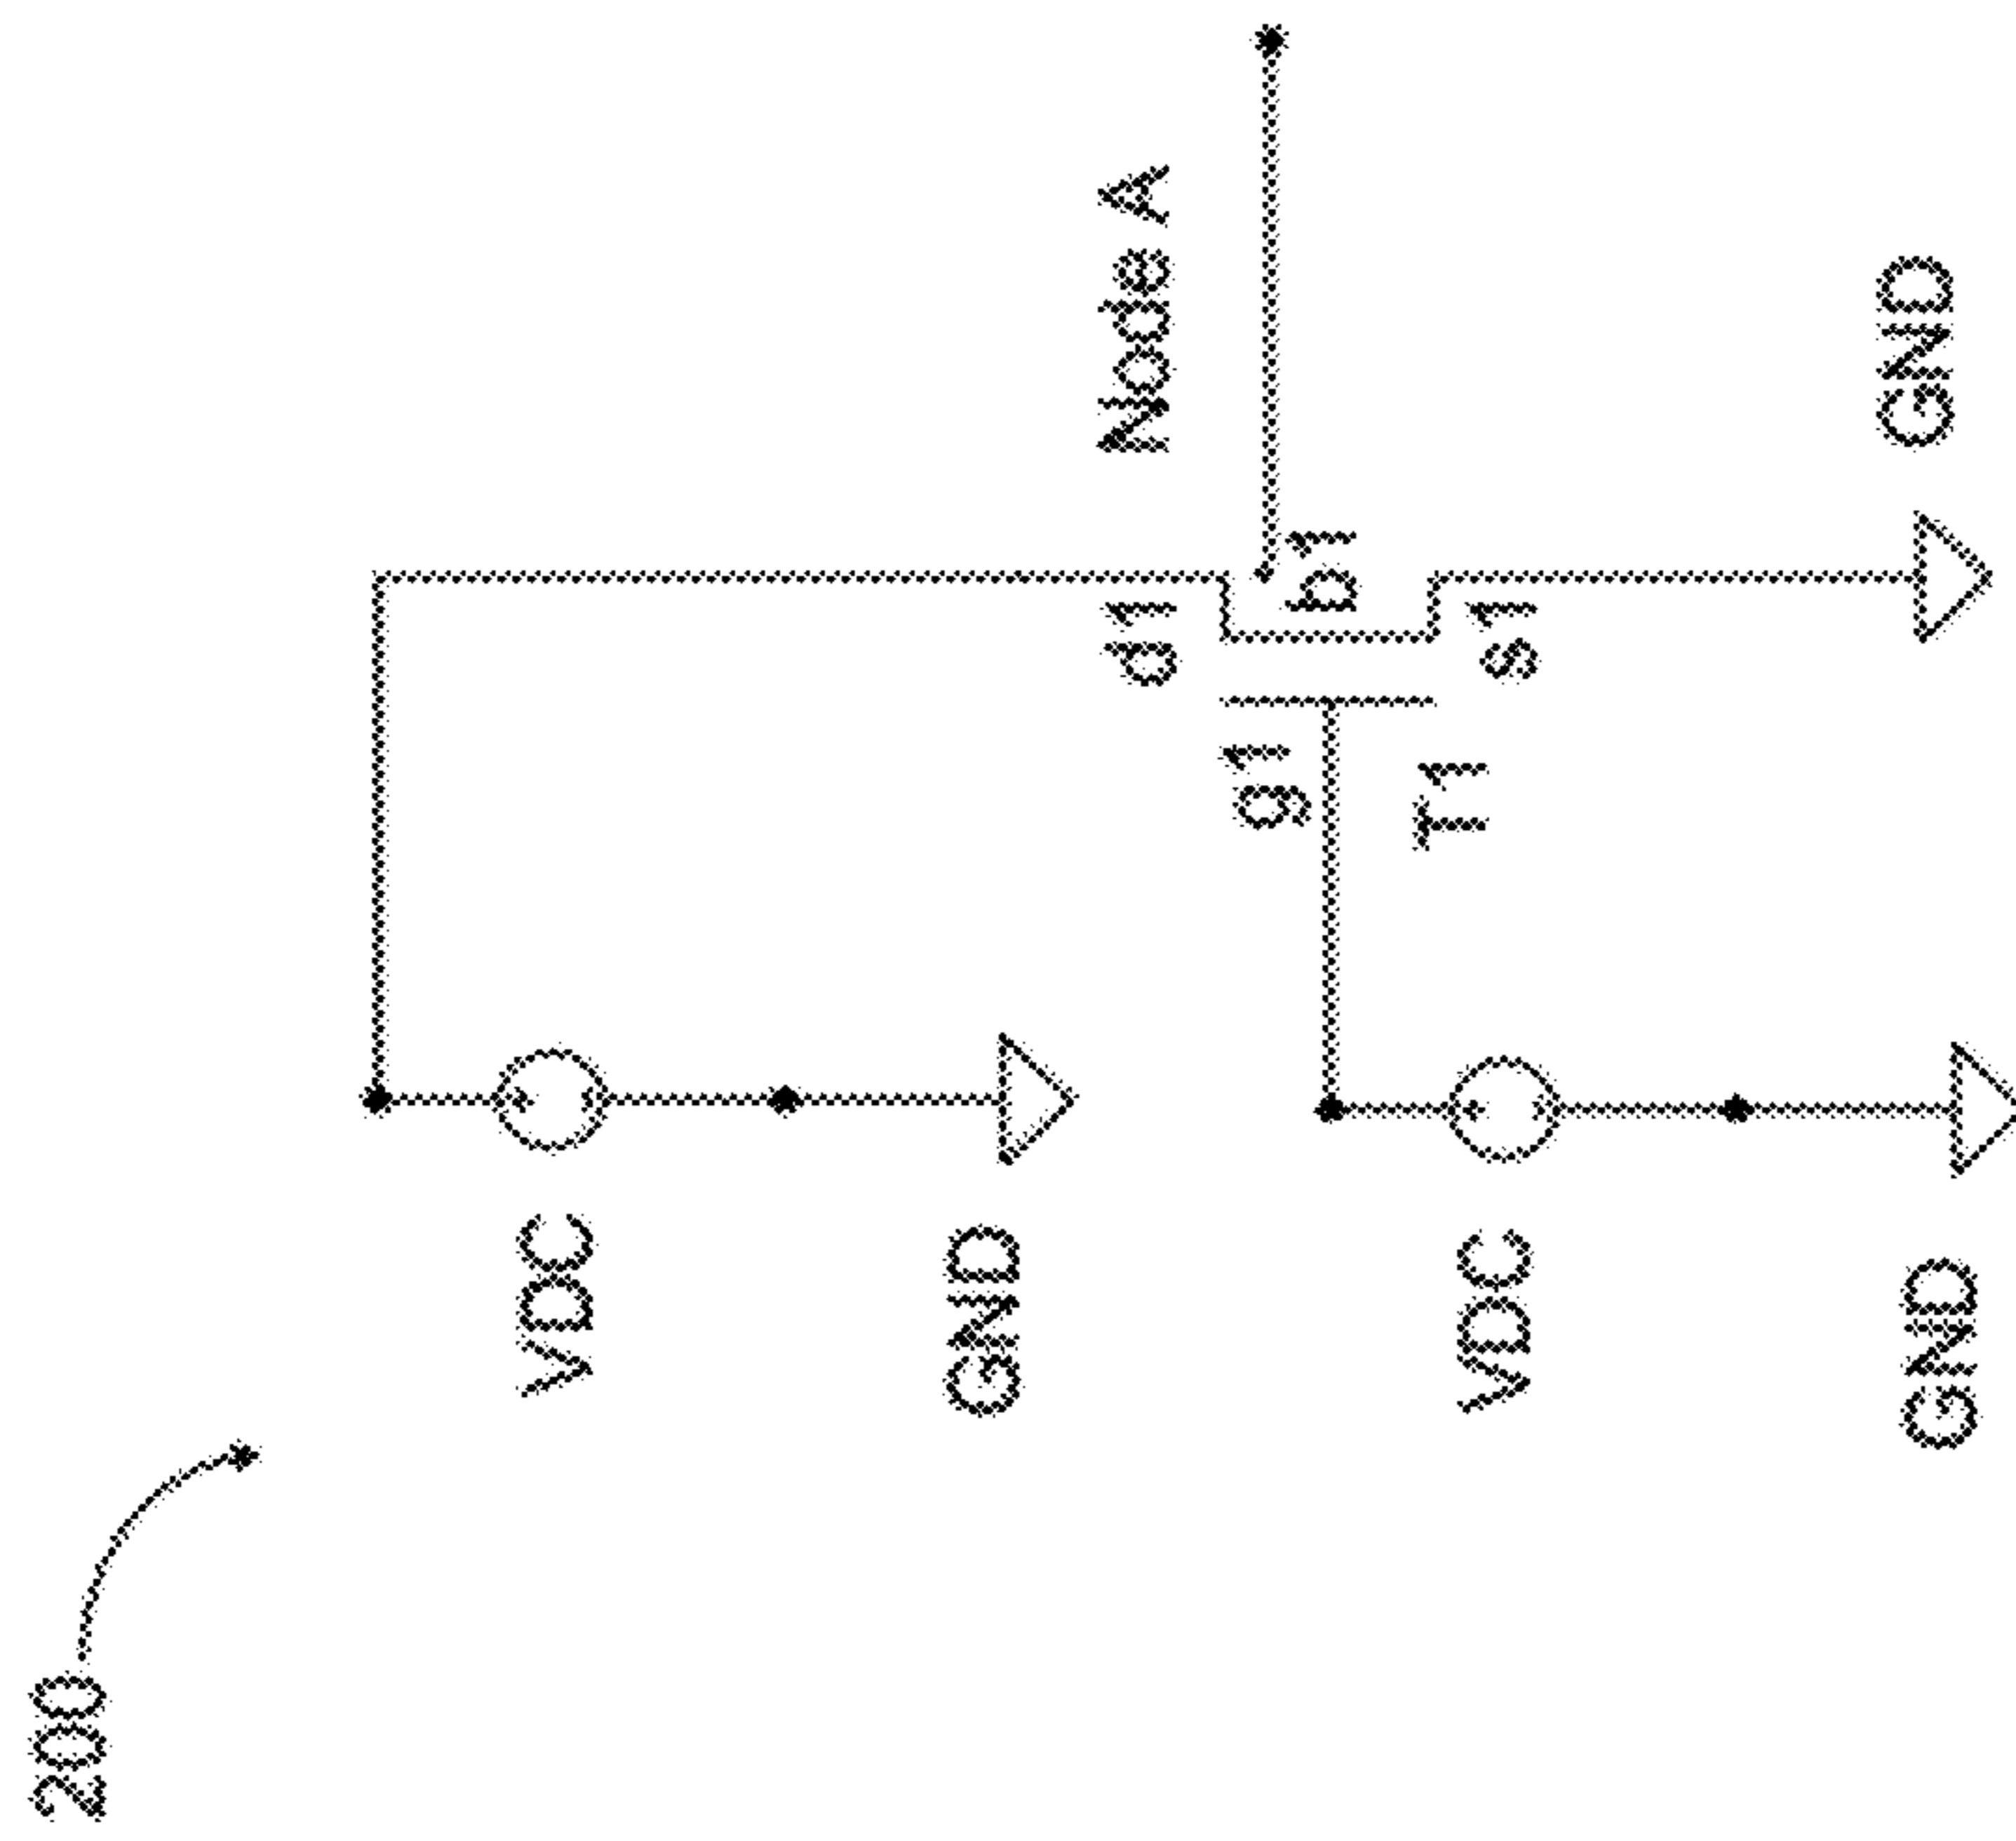 200
VDC
GND
d1
Node A
g1
b1
T1
VDC
s1
GND
GND